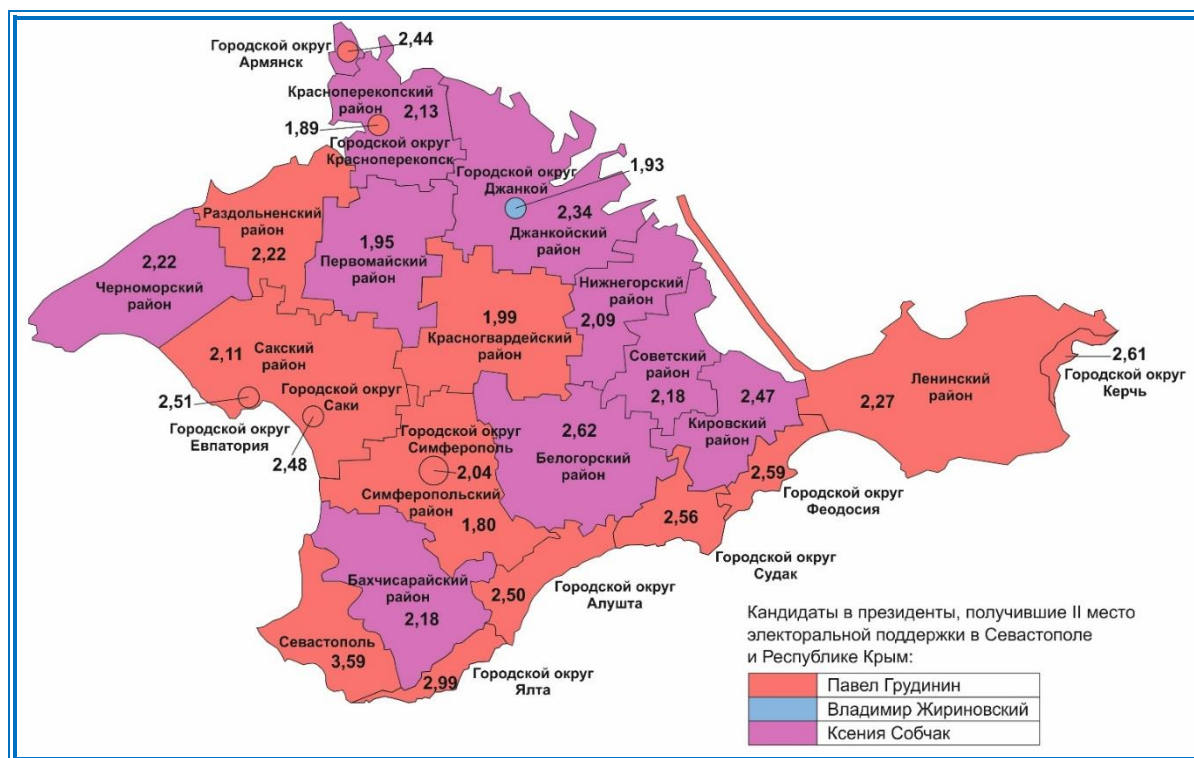 Городской округ
Армянск
2,44
Красноперекопский
район
2,13
1,89
Городской округ
Красноперекопск
Городской округ
Джанкой
1,93
Раздольненский
район
2,22
2,34
Джанкойский
район
1,95
Первомайский
район
2,22
Черноморский
район
Нижнегорский
район
2,09
1,99
Красногвардейский
район
2,11
Сакский
район
Советский
район
2,18
2,47
Кировский
район
2,27
Ленинский
район
2,61
Городской округ
Керчь
2,51
Городской округ
Евпатория
Городской округ
Саки
2,48
Городской округ
Симферополь
2,04
2,62
Белогорский
район
Симферопольский
район
1,80
2,59
Городской округ
Феодосия
2,56
Городской округ
Судак
Бахчисарайский
район
2,18
2,50
Городской округ
Алушта
Севастополь
3,59
2,99
Городской округ
Ялта
Кандидаты в президенты, получившие II место
электоральной поддержки в Севастополе
и Республике Крым:
Павел Грудинин
Владимир Жириновский
Ксения Собчак